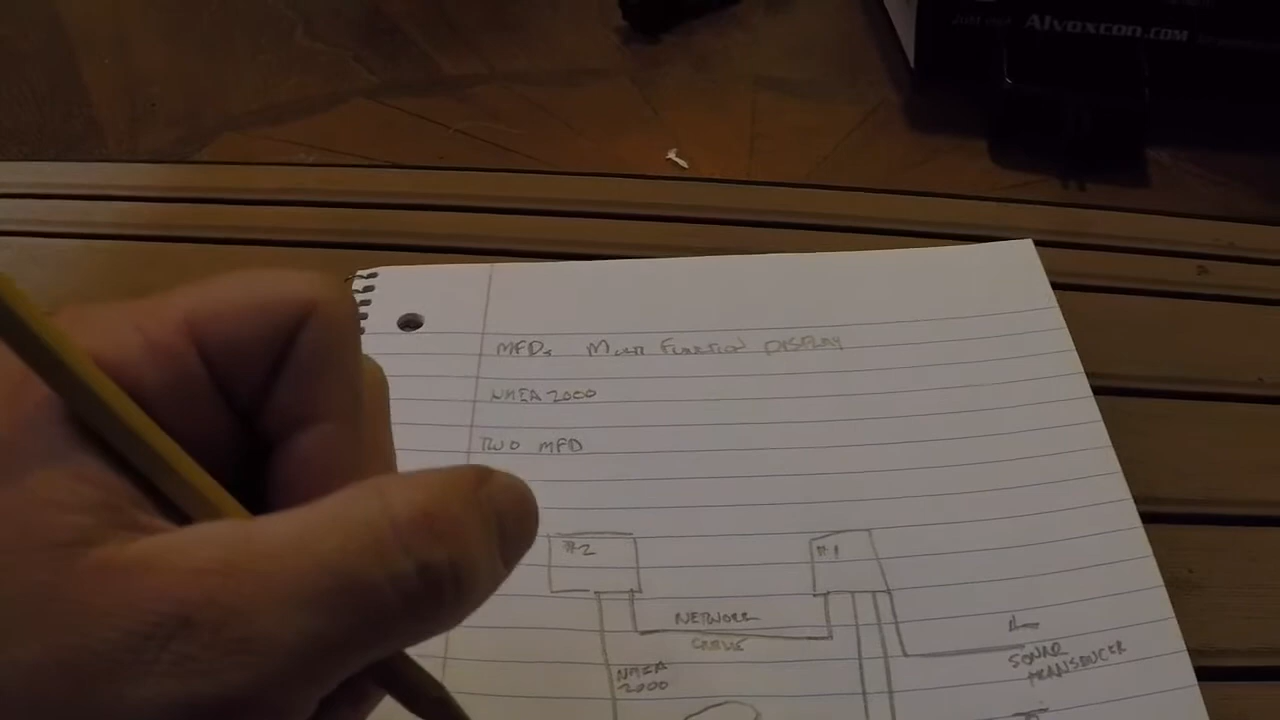 Alvoxcon.com
MFDs Multi Function DISPLAY
NMEA 2000
TWO MFD
#2
#1
NETWORK
CABLE
SONAR
TRANSDUCER
NMEA
2000